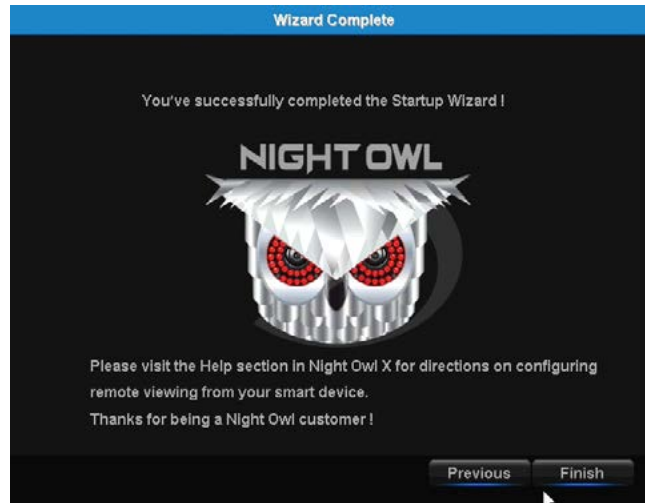 Wizard Complete
You've successfully completed the Startup Wizard !
NIGHT OWL
Please visit the Help section in Night Owl X for directions on configuring
remote viewing from your smart device.
Thanks for being a Night Owl customer !
Previous Finish